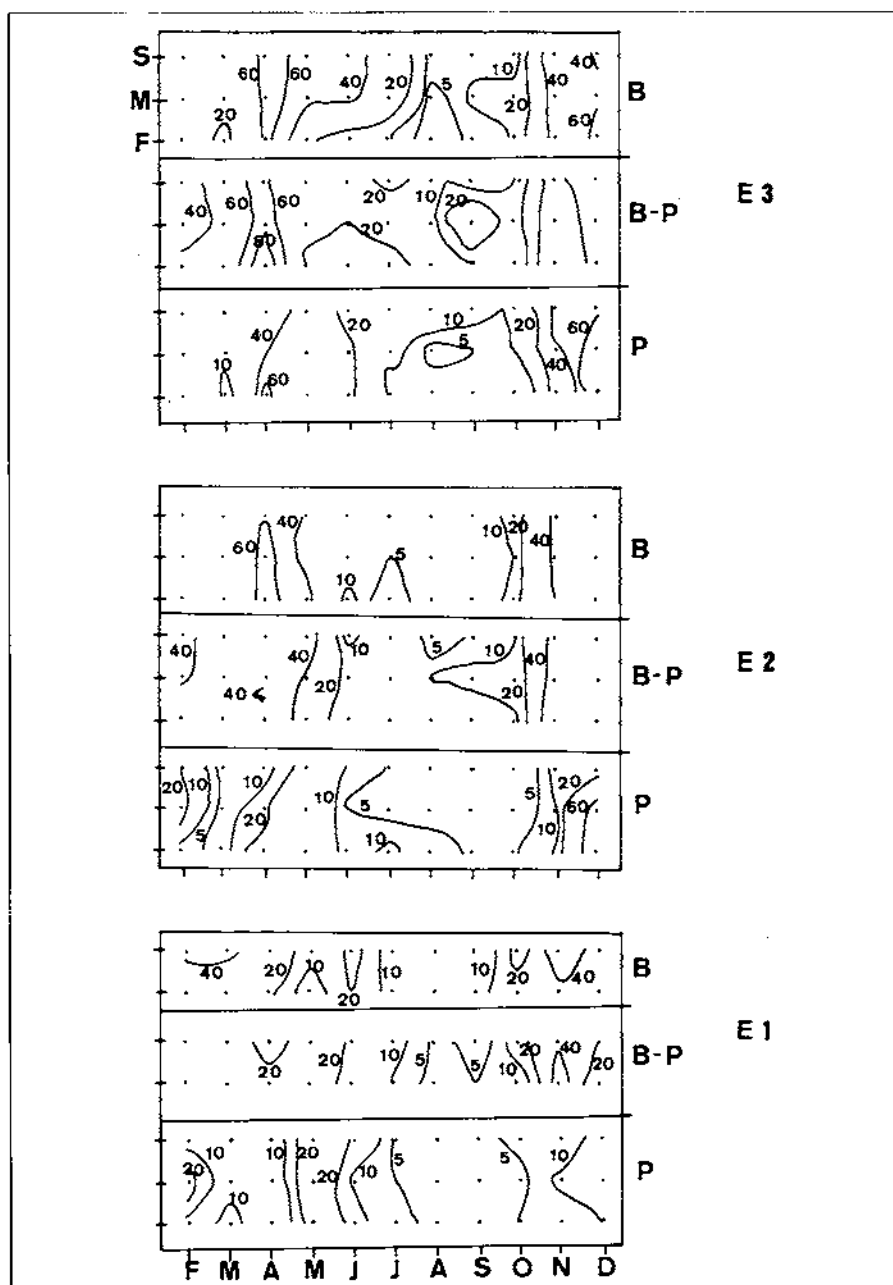 S 60 60 40 20 5 10 40 40
M 20 20 60 B
F
E 3
40 60 60 20 10 20 B-P
80 20
40 20 10 20 60 P
10 60 5 40
60 40 10 5 10 20 40 B
E 2
40 40 10 5 10 40 B-P
40 20 20
20 10 10 10 5 5 20 P
5 20 10 10 60
40 20 10 20 10 10 20 40 B
E 1
20 20 10 5 5 10 20 40 20 B-P
10 10 20 5 5 10 P
20 10 20 10
F M A M J J A S O N D